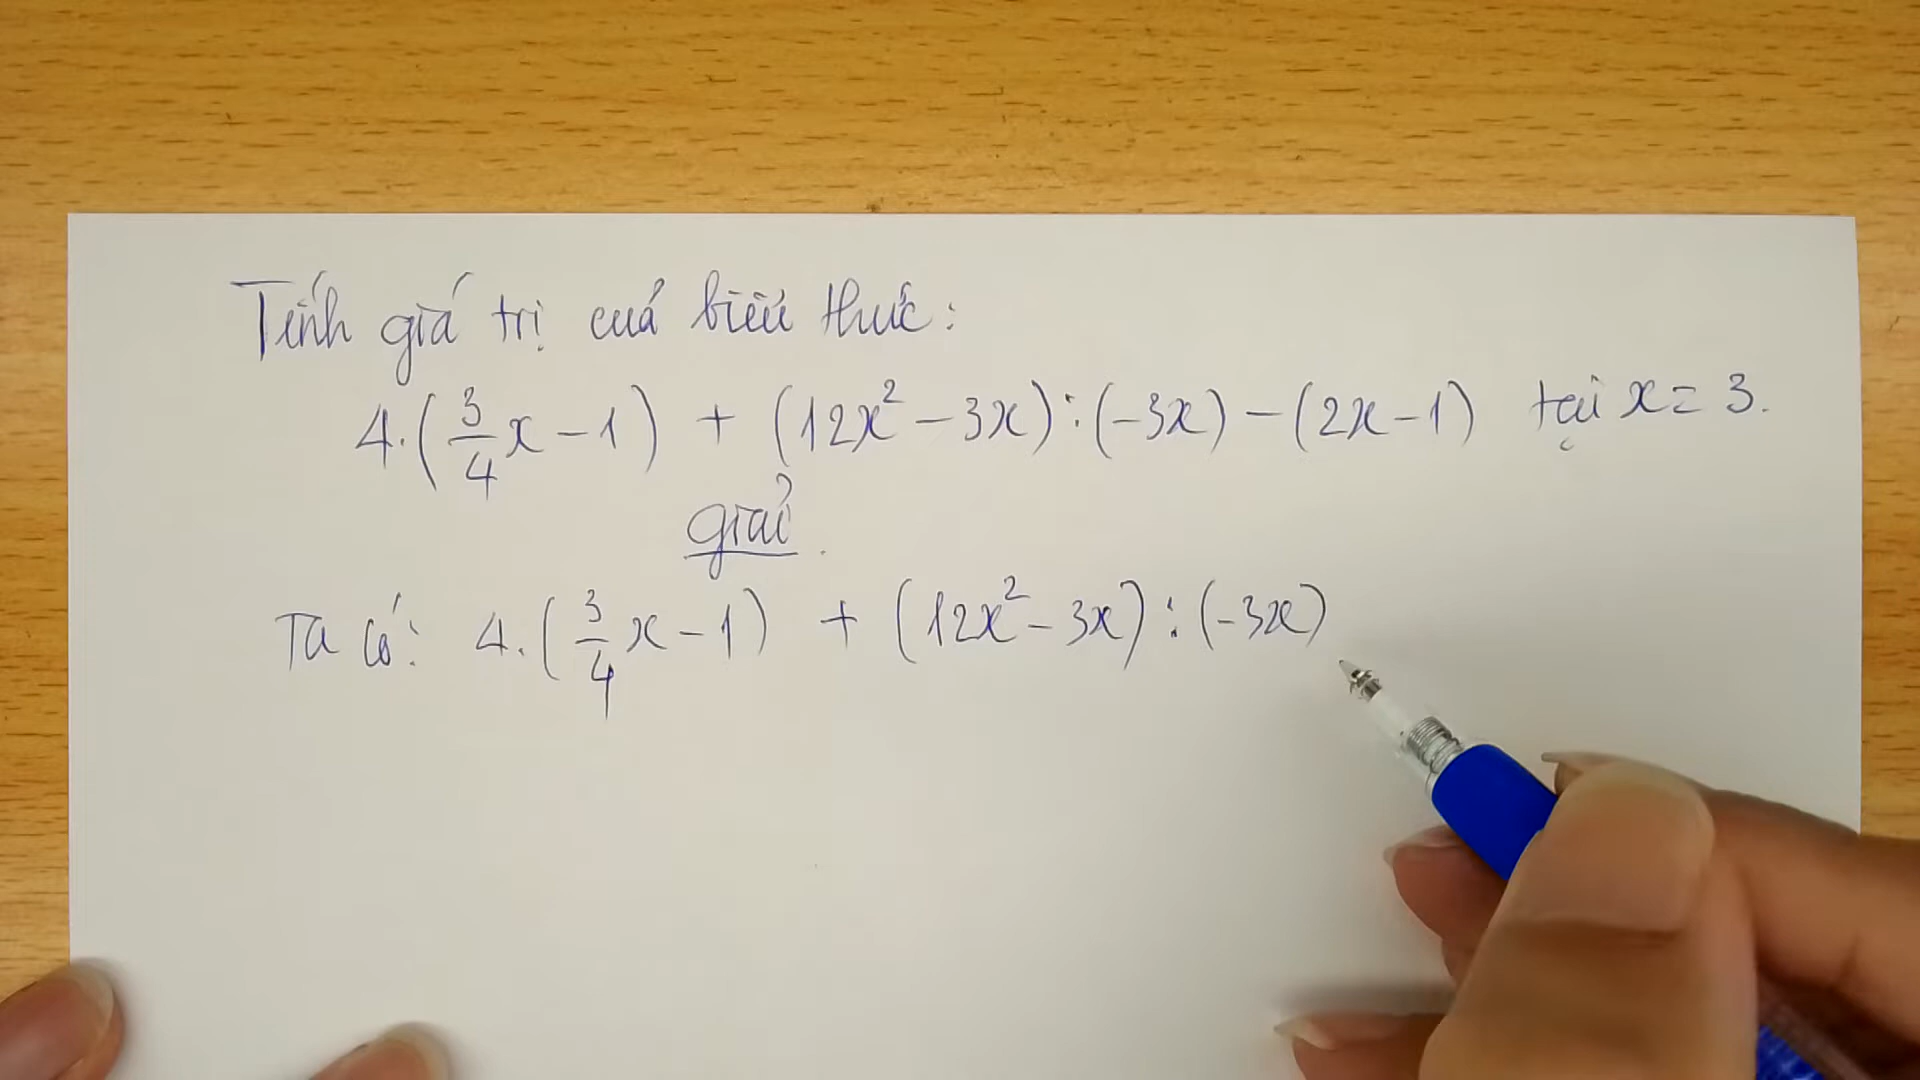 Tính giá trị của biểu thức:
4.(3/4x − 1) + (12x² − 3x) : (−3x) − (2x − 1) tại x = 3.
giải.
Ta có: 4.(3/4x − 1) + (12x² − 3x) : (−3x)